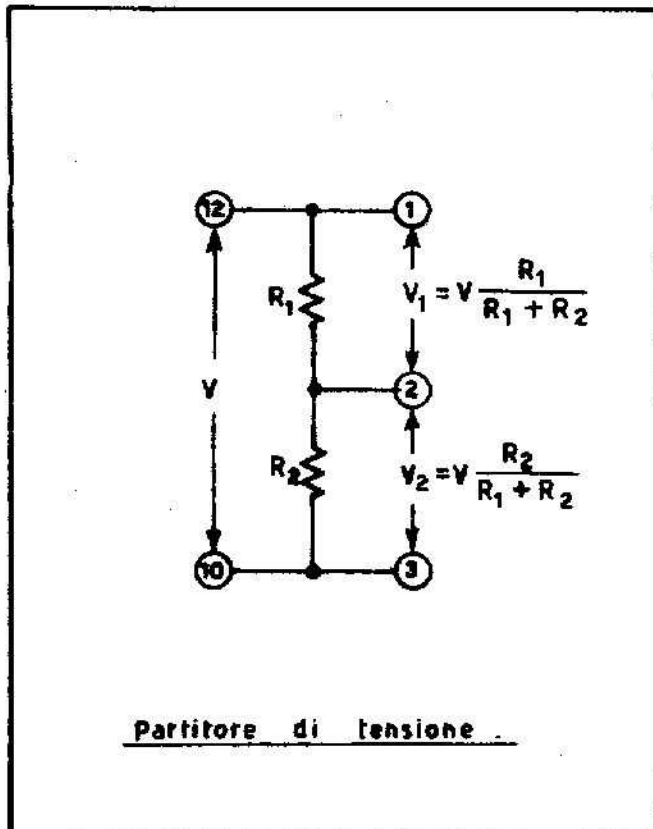 12
1
R₁
V₁ = V R₁ / (R₁ + R₂)
V
2
R₂
V₂ = V R₂ / (R₁ + R₂)
10
3
Partitore di tensione